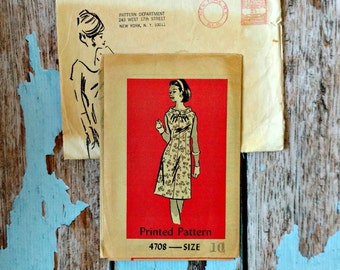 PATTERN DEPARTMENT
243 WEST 17TH STREET
NEW YORK, N. Y. 10011
Printed Pattern
4708 — SIZE 10